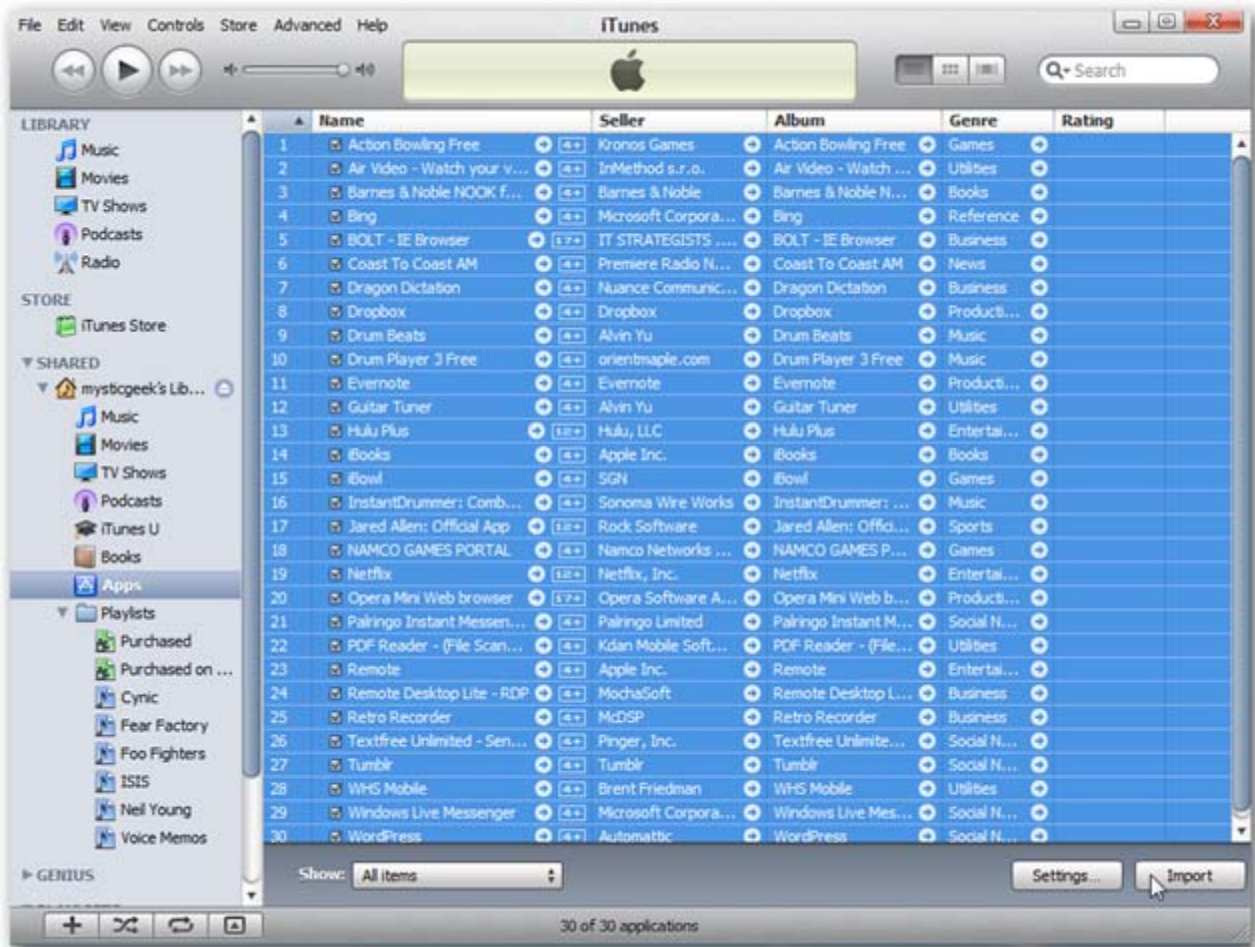 File Edit View Controls Store Advanced Help
iTunes
Search
LIBRARY
Music
Movies
TV Shows
Podcasts
Radio
STORE
iTunes Store
SHARED
mysticgeek's Lib...
Music
Movies
TV Shows
Podcasts
iTunes U
Books
Apps
Playlists
Purchased
Purchased on ...
Cynic
Fear Factory
Foo Fighters
ISIS
Neil Young
Voice Memos
GENIUS
Name Seller Album Genre Rating
1 Action Bowling Free 4+ Kronos Games Action Bowling Free Games
2 Air Video - Watch your v... 4+ InMethod s.r.o. Air Video - Watch ... Utilities
3 Barnes & Noble NOOK f... 4+ Barnes & Noble Barnes & Noble N... Books
4 Bing 4+ Microsoft Corpora... Bing Reference
5 BOLT - IE Browser 17+ IT STRATEGISTS .... BOLT - IE Browser Business
6 Coast To Coast AM 4+ Premiere Radio N... Coast To Coast AM News
7 Dragon Dictation 4+ Nuance Communic... Dragon Dictation Business
8 Dropbox 4+ Dropbox Dropbox Producti...
9 Drum Beats 4+ Alvin Yu Drum Beats Music
10 Drum Player 3 Free 4+ orientmaple.com Drum Player 3 Free Music
11 Evernote 4+ Evernote Evernote Producti...
12 Guitar Tuner 4+ Alvin Yu Guitar Tuner Utilities
13 Hulu Plus 12+ Hulu, LLC Hulu Plus Entertai...
14 iBooks 4+ Apple Inc. iBooks Books
15 iBowl 4+ SGN iBowl Games
16 InstantDrummer: Comb... 4+ Sonoma Wire Works InstantDrummer: ... Music
17 Jared Allen: Official App 12+ Rock Software Jared Allen: Offici... Sports
18 NAMCO GAMES PORTAL 4+ Namco Networks ... NAMCO GAMES P... Games
19 Netflix 12+ Netflix, Inc. Netflix Entertai...
20 Opera Mini Web browser 17+ Opera Software A... Opera Mini Web b... Producti...
21 Palringo Instant Messen... 4+ Palringo Limited Palringo Instant M... Social N...
22 PDF Reader - (File Scan... 4+ Kdan Mobile Soft... PDF Reader - (File... Utilities
23 Remote 4+ Apple Inc. Remote Entertai...
24 Remote Desktop Lite - RDP 4+ MochaSoft Remote Desktop L... Business
25 Retro Recorder 4+ McDSP Retro Recorder Business
26 Textfree Unlimited - Sen... 4+ Pinger, Inc. Textfree Unlimite... Social N...
27 Tumblr 4+ Tumblr Tumblr Social N...
28 WHS Mobile 4+ Brent Friedman WHS Mobile Utilities
29 Windows Live Messenger 4+ Microsoft Corpora... Windows Live Mes... Social N...
30 WordPress 4+ Automattic WordPress Social N...
Show: All items Settings... Import
30 of 30 applications